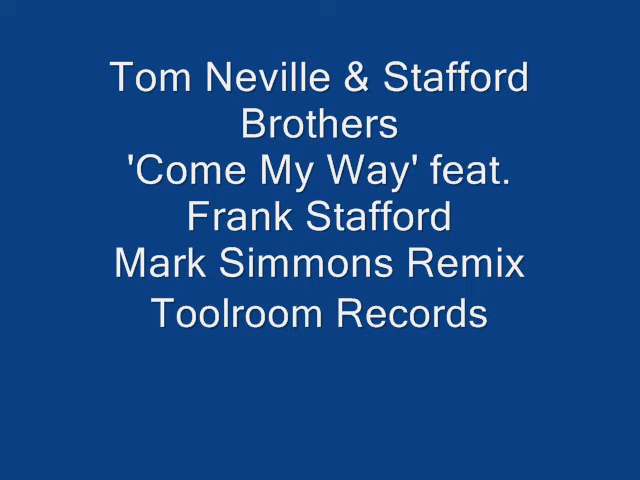 Tom Neville & Stafford
Brothers
'Come My Way' feat.
Frank Stafford
Mark Simmons Remix
Toolroom Records